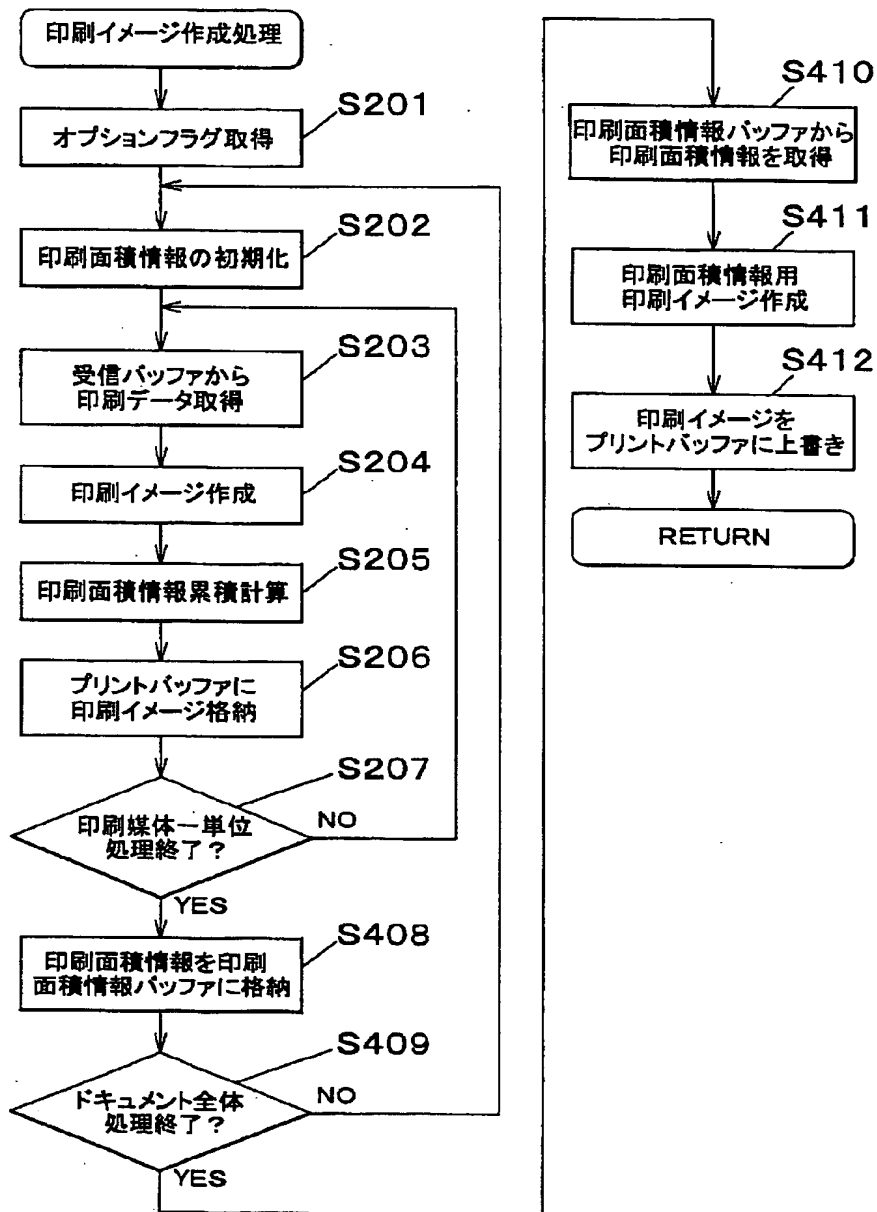 印刷イメージ作成処理
S201
オプションフラグ取得
S202
印刷面積情報の初期化
S203
受信バッファから
印刷データ取得
S204
印刷イメージ作成
S205
印刷面積情報累積計算
S206
プリントバッファに
印刷イメージ格納
S207
印刷媒体一単位
処理終了?
NO
YES
S408
印刷面積情報を印刷
面積情報バッファに格納
S409
ドキュメント全体
処理終了?
NO
YES
S410
印刷面積情報バッファから
印刷面積情報を取得
S411
印刷面積情報用
印刷イメージ作成
S412
印刷イメージを
プリントバッファに上書き
RETURN